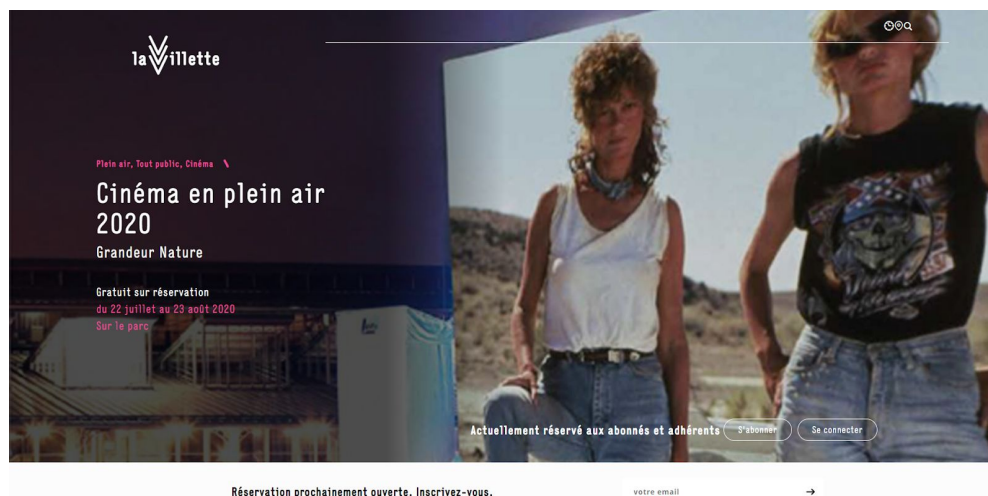 la Villette
Plein air, Tout public, Cinéma
Cinéma en plein air
2020
Grandeur Nature
Gratuit sur réservation
du 22 juillet au 23 août 2020
Sur le parc
Actuellement réservé aux abonnés et adhérents
S'abonner
Se connecter
Réservation prochainement ouverte. Inscrivez-vous.
votre email